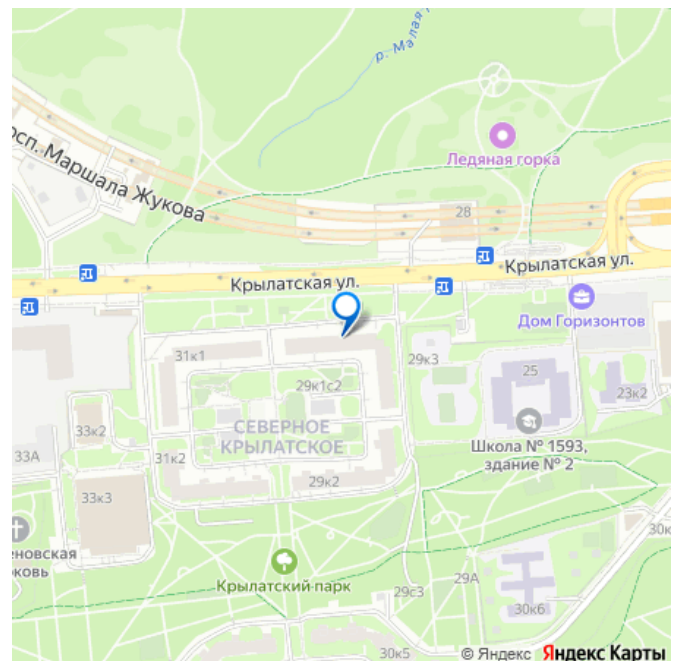 р. Малая
Ледяная горка
просп. Маршала Жукова
28
Крылатская ул.
Крылатская ул.
Дом Горизонтов
31к1
29к3
25
29к1с2
23к2
СЕВЕРНОЕ
КРЫЛАТСКОЕ
33к2
Школа № 1593,
здание № 2
33А
31к2
29к2
33к3
30к
еновская
рковь
Крылатский парк
29с3
29А
30к6
30к5
© Яндекс Яндекс Карты